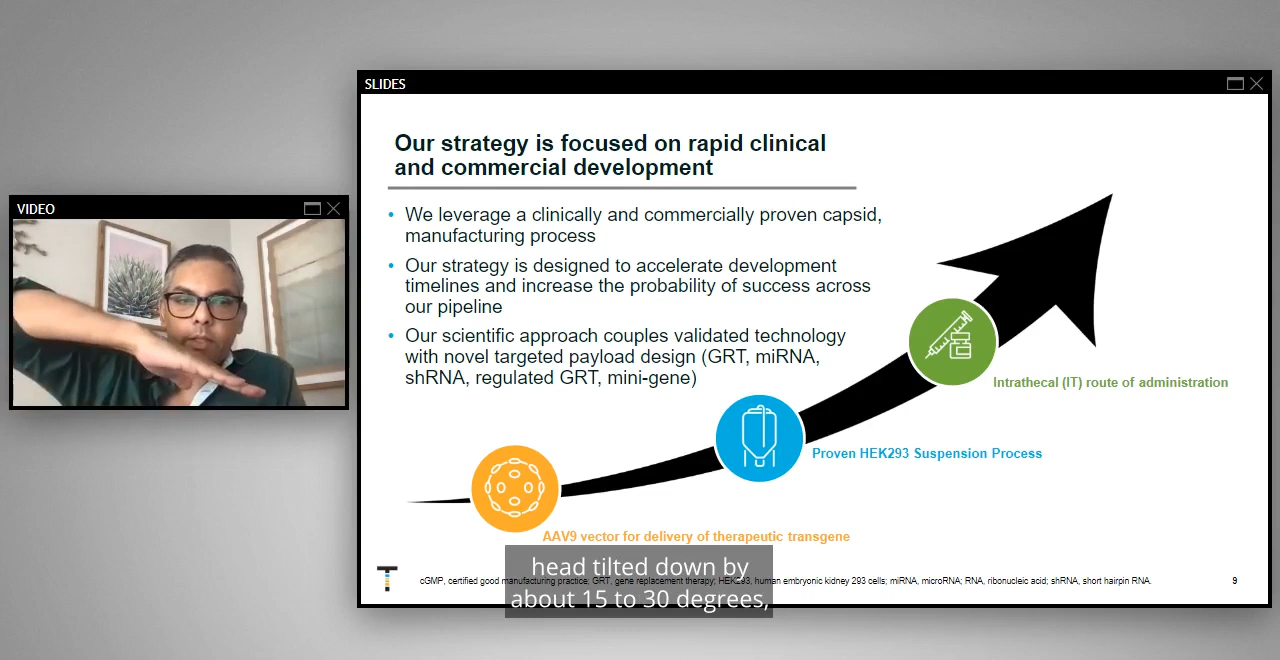 SLIDES
VIDEO
Our strategy is focused on rapid clinical
and commercial development
• We leverage a clinically and commercially proven capsid,
manufacturing process
• Our strategy is designed to accelerate development
timelines and increase the probability of success across
our pipeline
• Our scientific approach couples validated technology
with novel targeted payload design (GRT, miRNA,
shRNA, regulated GRT, mini-gene)
Intrathecal (IT) route of administration
Proven HEK293 Suspension Process
AAV9 vector for delivery of therapeutic transgene
head tilted down by
about 15 to 30 degrees,
T
cGMP, certified good manufacturing practice; GRT, gene replacement therapy; HEK293, human embryonic kidney 293 cells; miRNA, microRNA; RNA, ribonucleic acid; shRNA, short hairpin RNA.
9